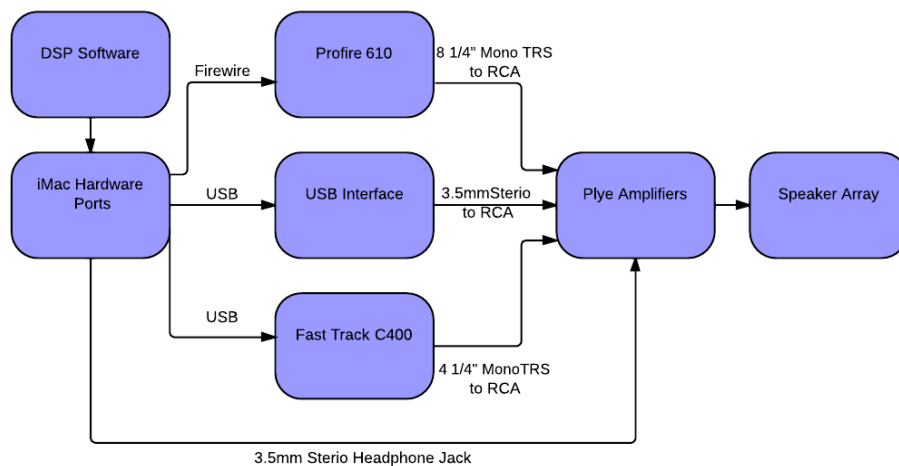 DSP Software
Profire 610
8 1/4" Mono TRS
to RCA
Firewire
iMac Hardware
Ports
USB
USB Interface
3.5mmSterio
to RCA
Plye Amplifiers
Speaker Array
USB
Fast Track C400
4 1/4" MonoTRS
to RCA
3.5mm Sterio Headphone Jack